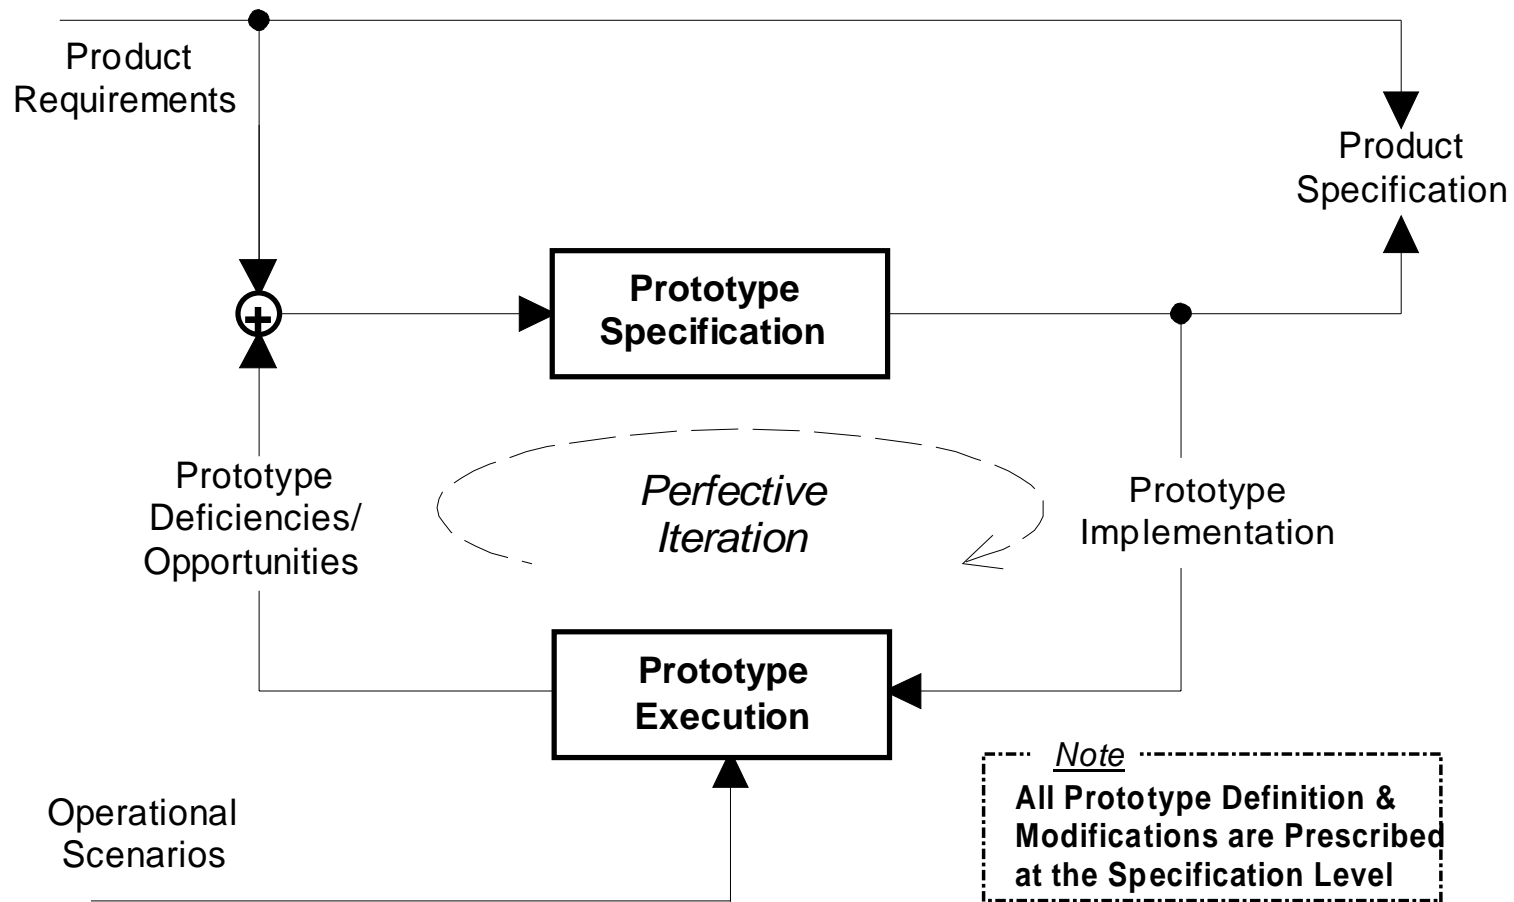 Product
Requirements
Product
Specification
+
Prototype
Specification
Prototype
Deficiencies/
Opportunities
Perfective
Iteration
Prototype
Implementation
Prototype
Execution
Operational
Scenarios
Note
All Prototype Definition &
Modifications are Prescribed
at the Specification Level